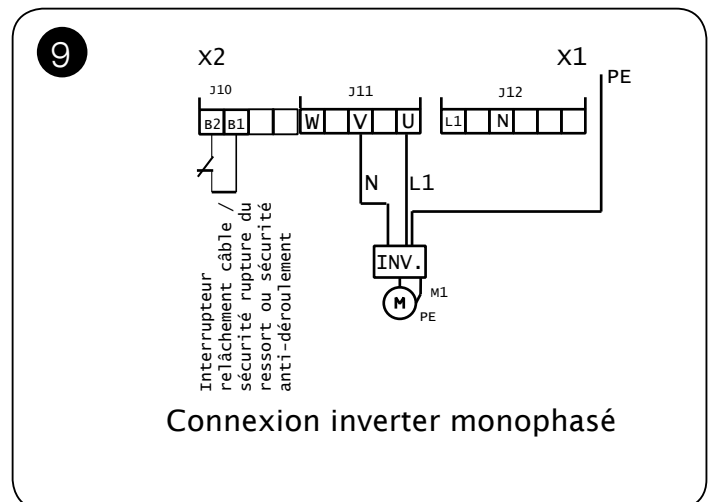 9
X2
X1
PE
J10
J11
J12
B2 B1
W V U
L1 N
N
L1
INV.
M
M1
PE
Interrupteur
relâchement câble /
sécurité rupture du
ressort ou sécurité
anti-déroulement
Connexion inverter monophasé